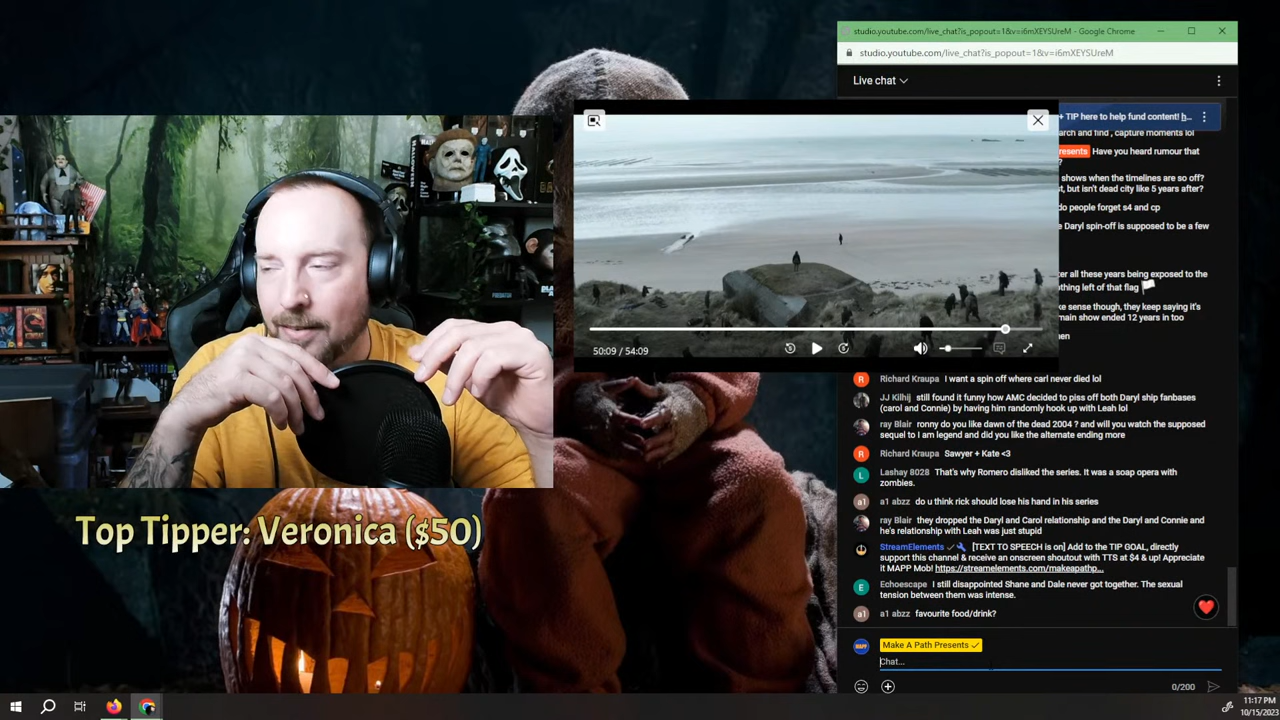 studio.youtube.com/live_chat?is_popout=1&v=i6mXEYSUreM - Google Chrome
studio.youtube.com/live_chat?is_popout=1&v=i6mXEYSUreM
Live chat
+ TIP here to help fund content! h...
arch and find , capture moments lol
resents Have you heard rumour that
?
shows when the timelines are so off?
t, but isn't dead city like 5 years after?
do people forget s4 and cp
e Daryl spin-off is supposed to be a few
er all these years being exposed to the
thing left of that flag
ke sense though, they keep saying it's
main show ended 12 years in too
hen
R Richard Kraupa I want a spin off where carl never died lol
JJ Kilhij still found it funny how AMC decided to piss off both Daryl ship fanbases
(carol and Connie) by having him randomly hook up with Leah lol
ray Blair ronny do you like dawn of the dead 2004 ? and will you watch the supposed
sequel to I am legend and did you like the alternate ending more
R Richard Kraupa Sawyer + Kate <3
L Lashay 8028 That's why Romero disliked the series. It was a soap opera with
zombies.
a1 a1 abzz do u think rick should lose his hand in his series
ray Blair they dropped the Daryl and Carol relationship and the Daryl and Connie and
he's relationship with Leah was just stupid
StreamElements [TEXT TO SPEECH is on] Add to the TIP GOAL, directly
support this channel & receive an onscreen shoutout with TTS at $4 & up! Appreciate
it MAPP Mob! https://streamelements.com/makeapathp...
E Echoescape I still disappointed Shane and Dale never got together. The sexual
tension between them was intense.
a1 a1 abzz favourite food/drink?
MAPP Make A Path Presents
Chat...
0/200
50:09 / 54:09
HALLOWEEN
PREDATOR
Top Tipper: Veronica ($50)
11:17 PM
10/15/2023